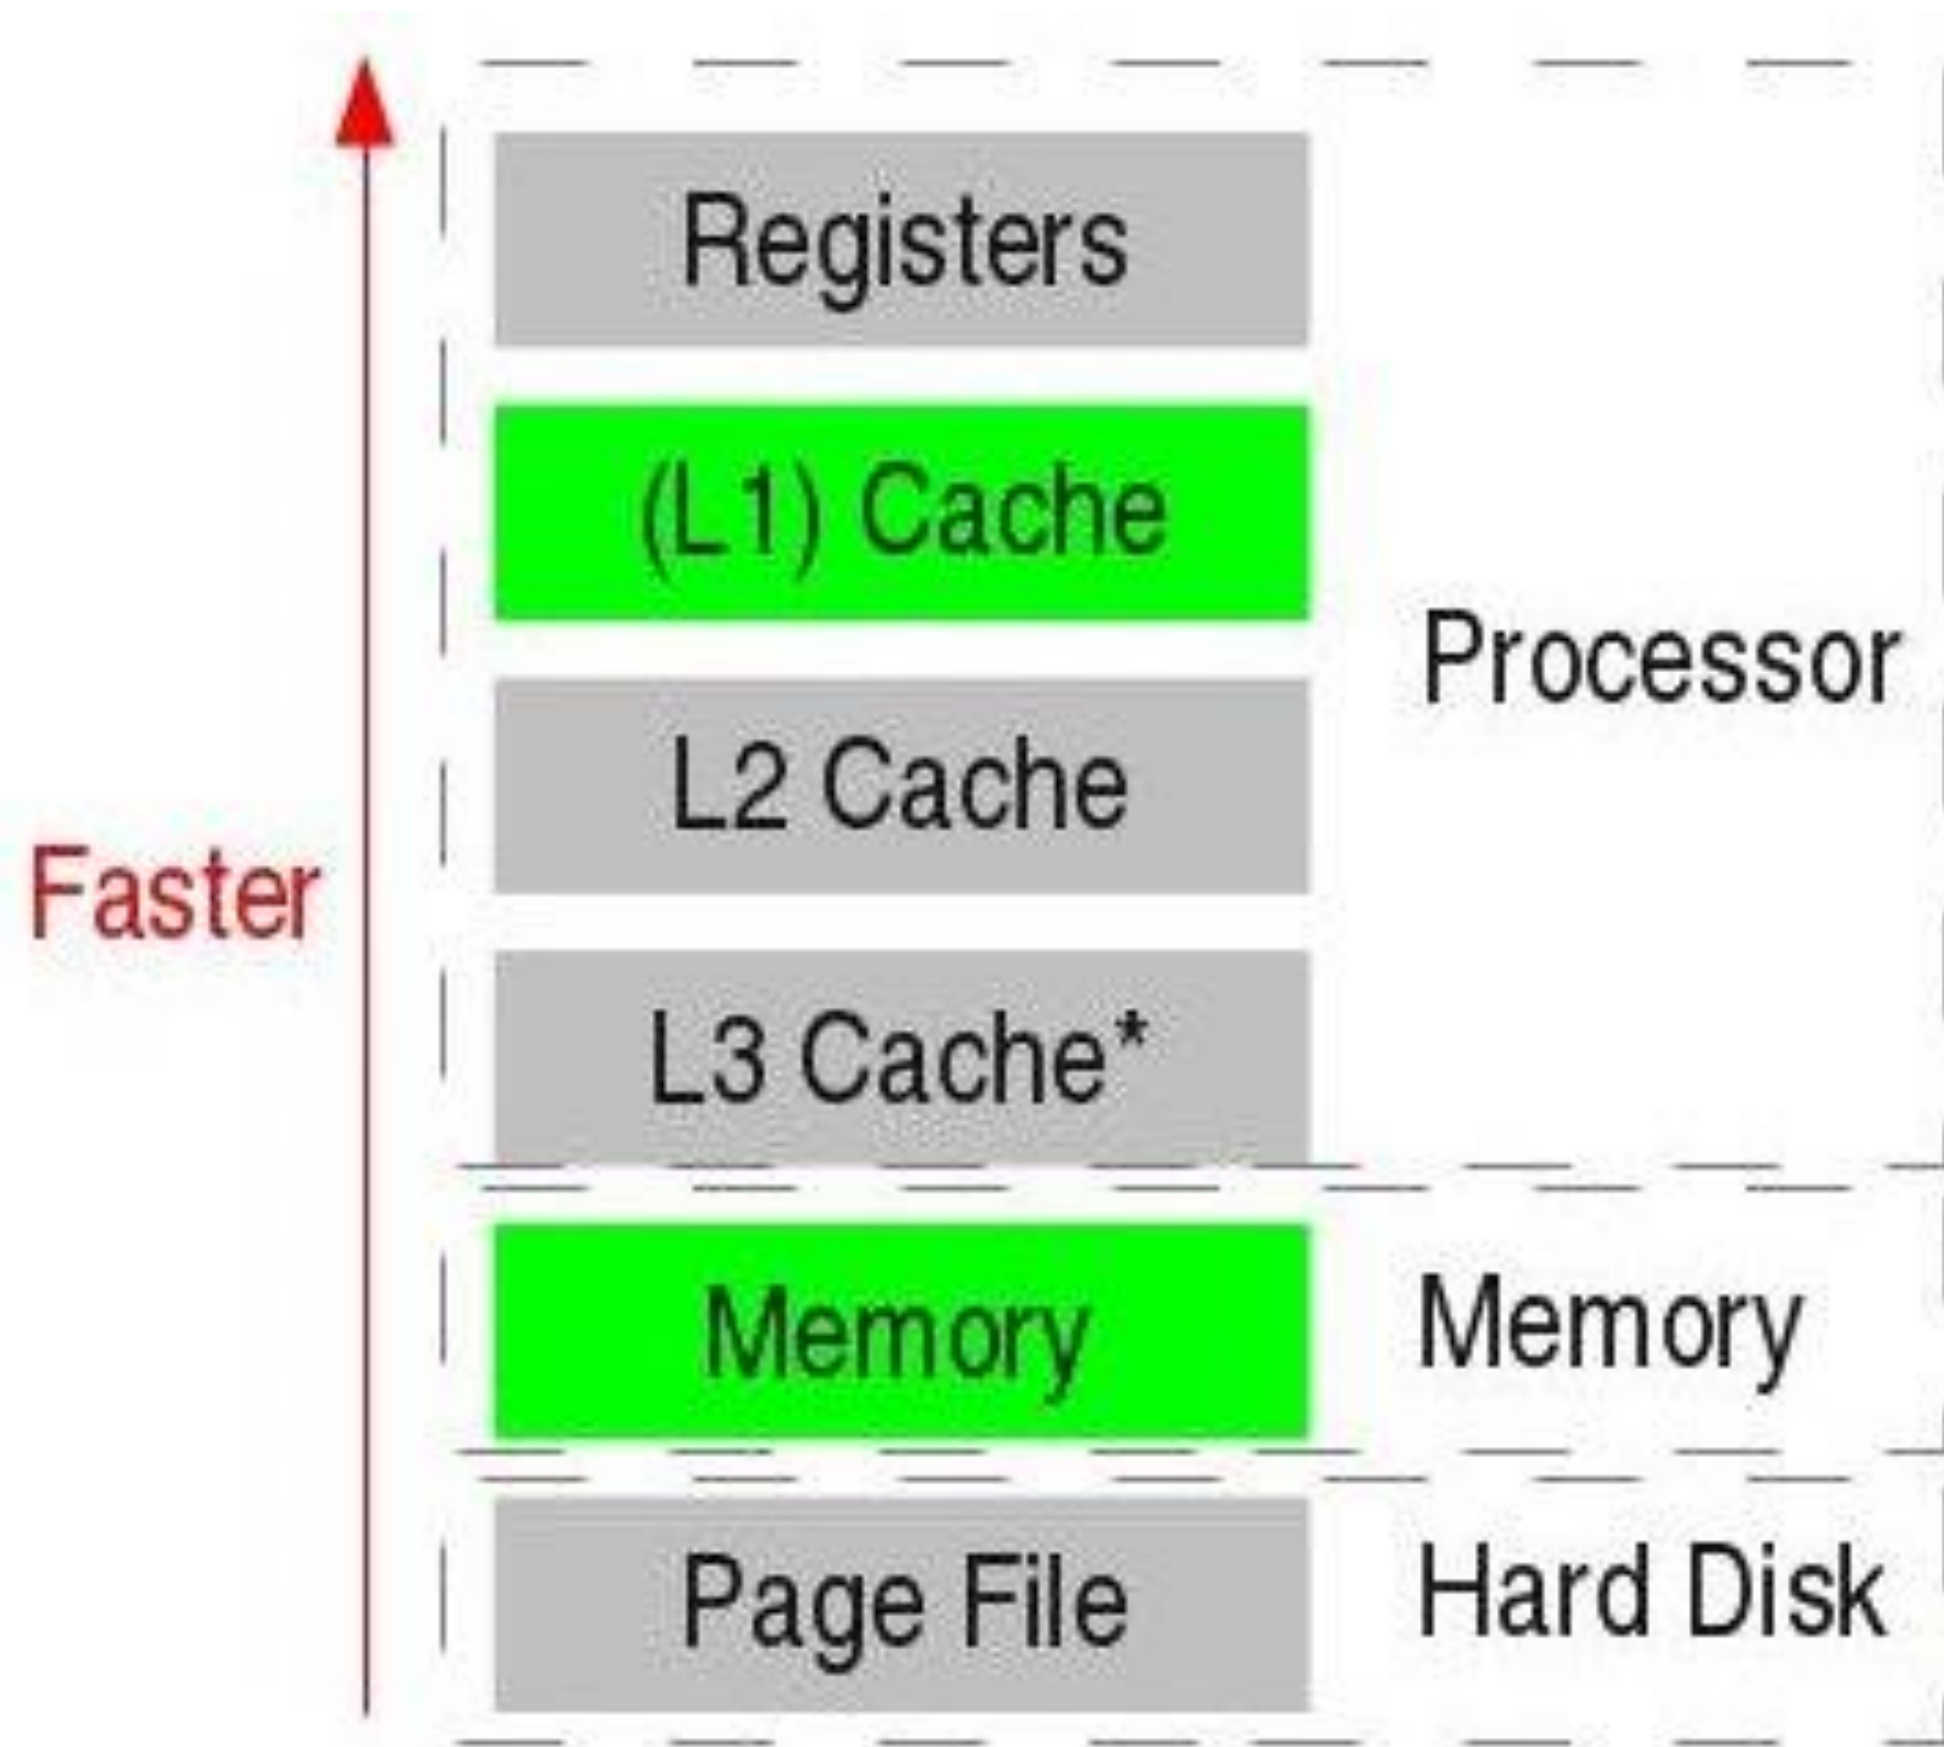 Registers
(L1) Cache
Processor
L2 Cache
Faster
L3 Cache*
Memory
Memory
Page File
Hard Disk